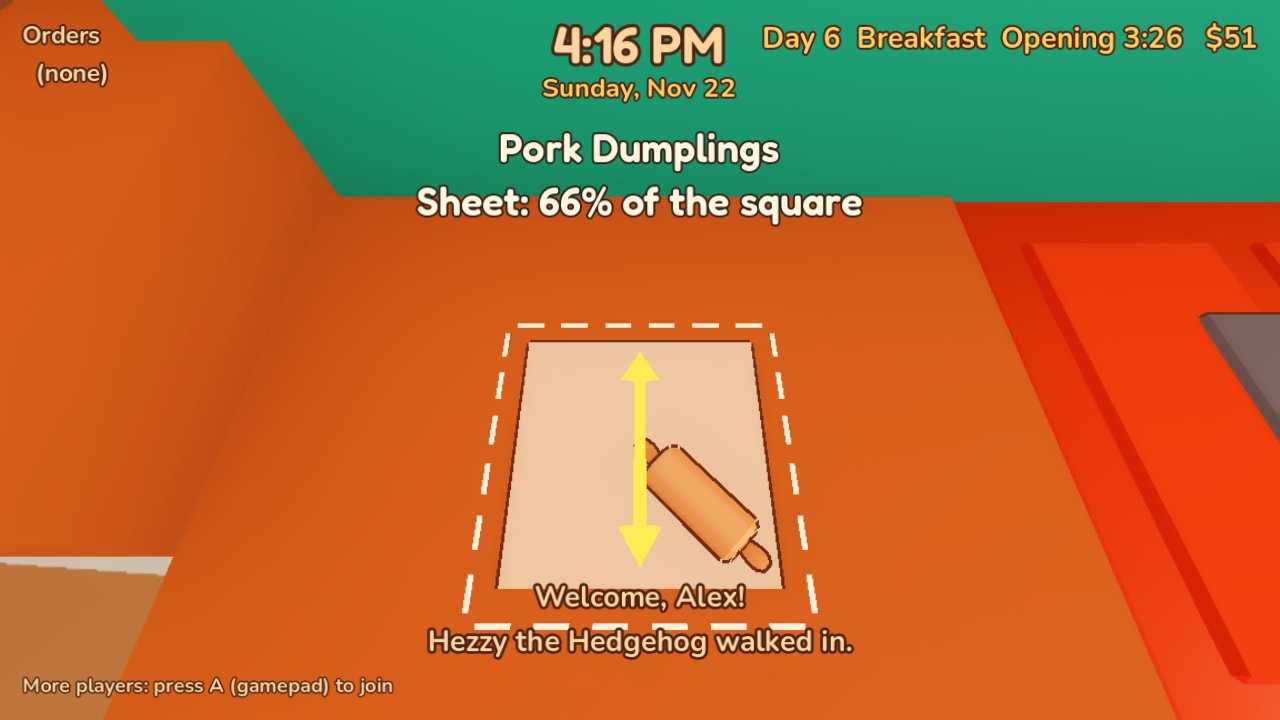 Orders
(none)
4:16 PM
Sunday, Nov 22
Day 6 Breakfast Opening 3:26 $51
Pork Dumplings
Sheet: 66% of the square
Welcome, Alex!
Hezzy the Hedgehog walked in.
More players: press A (gamepad) to join